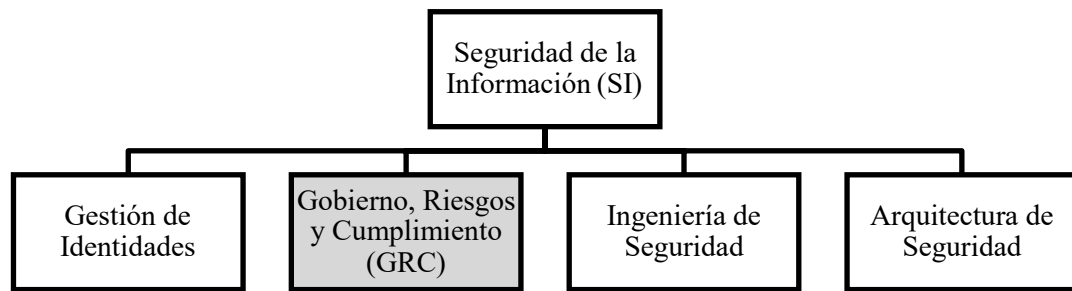 Seguridad de la
Información (SI)
Gestión de
Identidades
Gobierno, Riesgos
y Cumplimiento
(GRC)
Ingeniería de
Seguridad
Arquitectura de
Seguridad